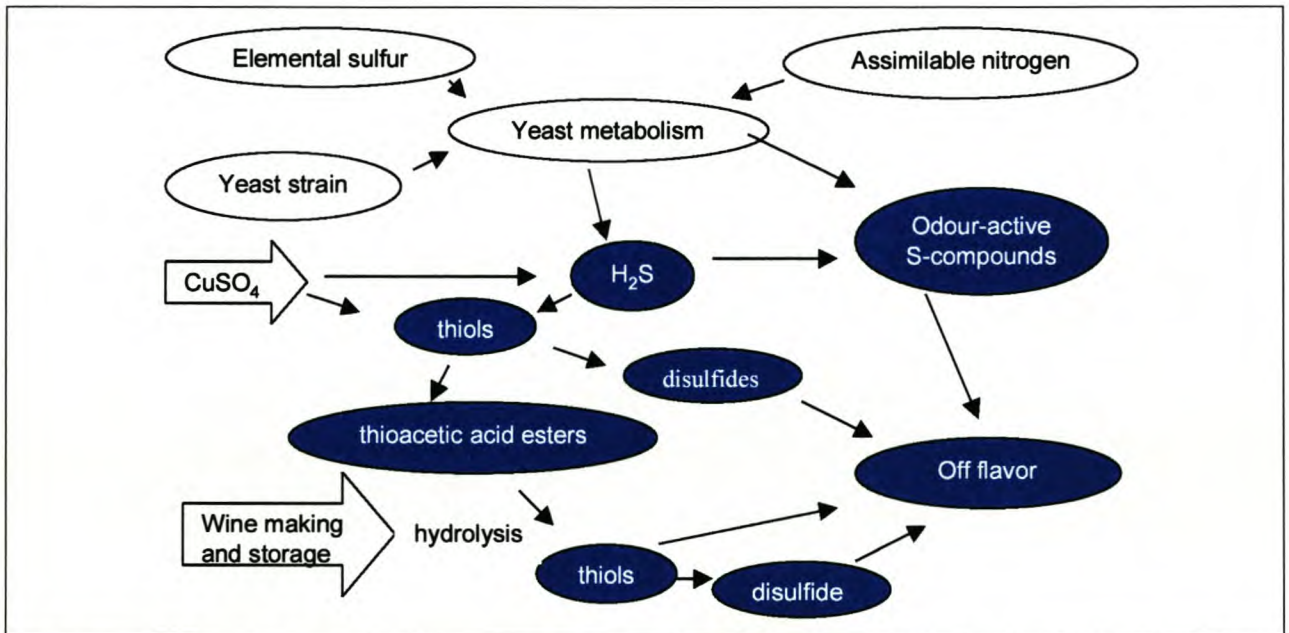 Elemental sulfur
Assimilable nitrogen
Yeast metabolism
Yeast strain
Odour-active
S-compounds
CuSO₄
H₂S
thiols
disulfides
thioacetic acid esters
Off flavor
Wine making
and storage
hydrolysis
thiols
disulfide